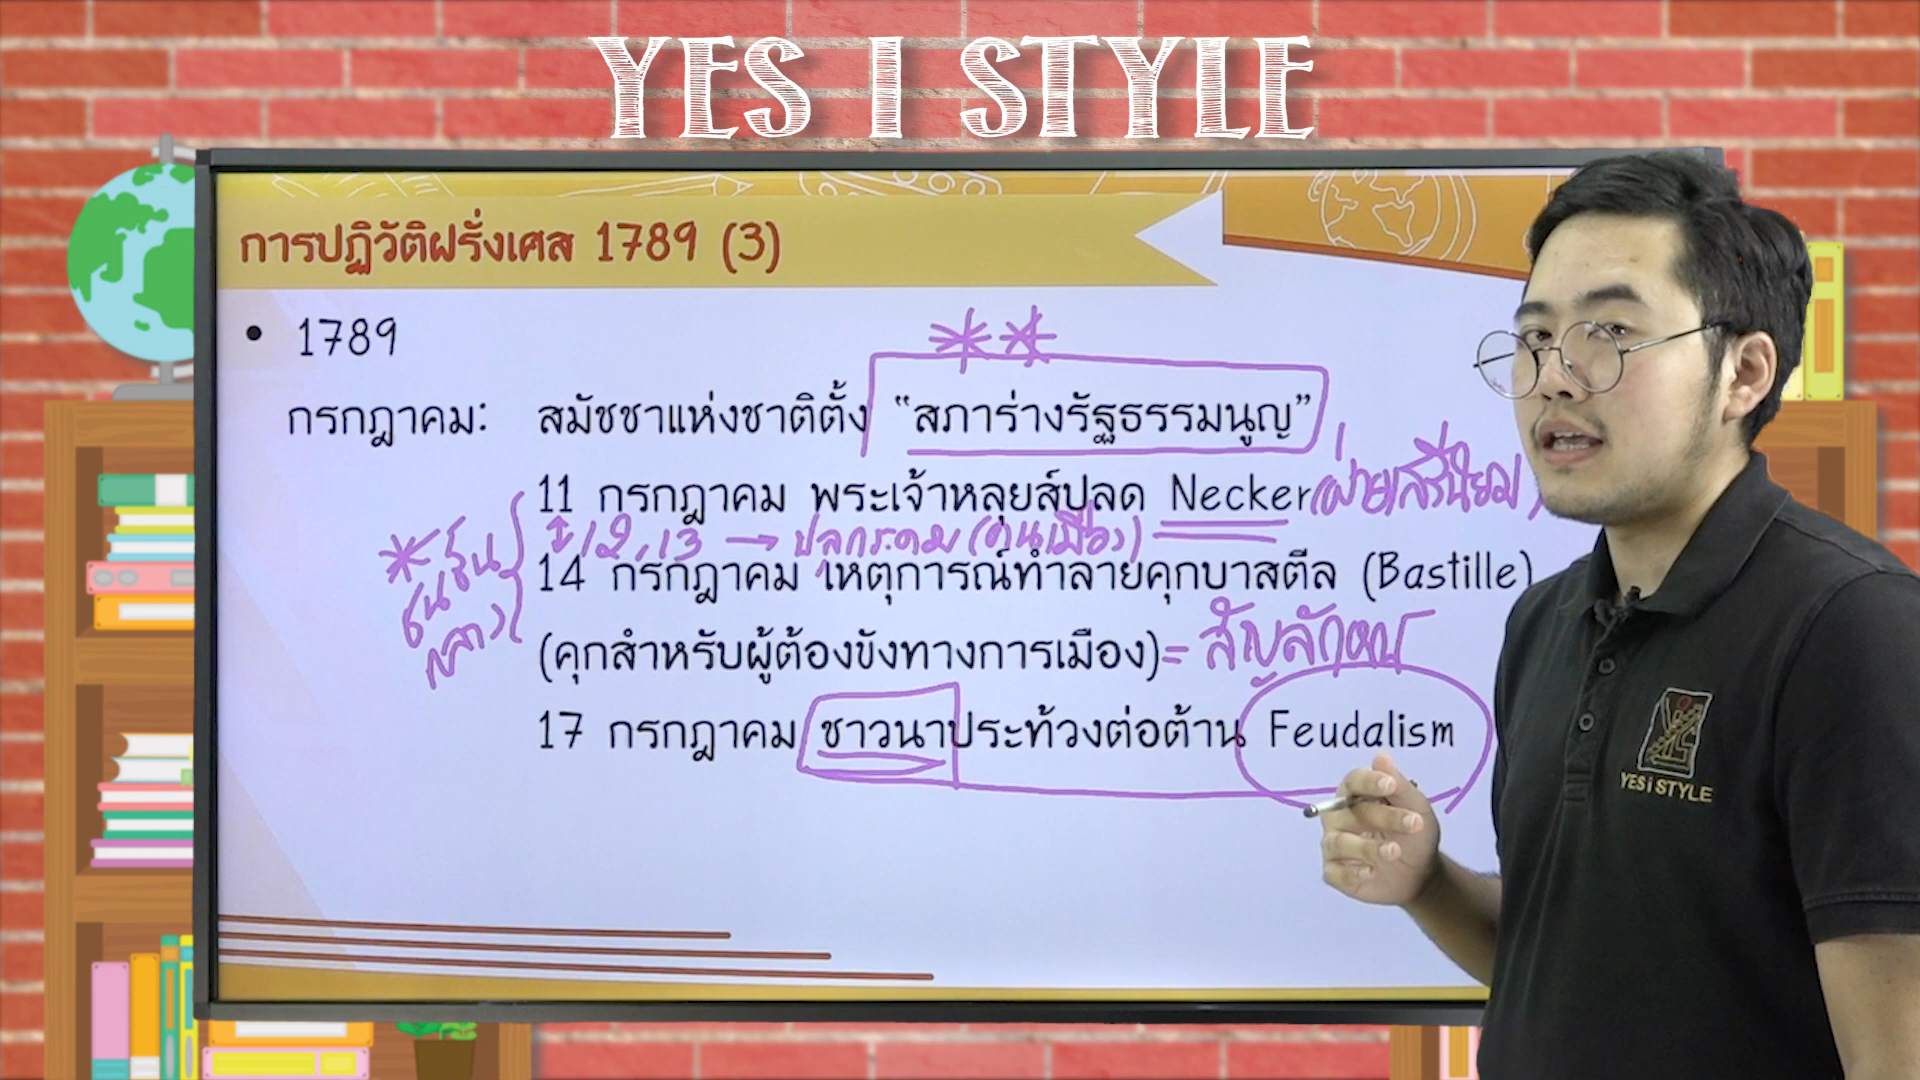 YES I STYLE
การปฏิวัติฝรั่งเศส 1789 (3)
• 1789
กรกฎาคม: สมัชชาแห่งชาติตั้ง “สภาร่างรัฐธรรมนูญ”
11 กรกฎาคม พระเจ้าหลุยส์ปลด Necker (ฝ่ายเสรีนิยม)
12, 13 → ปลุกระดม (คนเมือง)
14 กรกฎาคม เหตุการณ์ทำลายคุกบาสตีล (Bastille)
ชนชั้น
กลาง
(คุกสำหรับผู้ต้องขังทางการเมือง) = สัญลักษณ์
17 กรกฎาคม ชาวนาประท้วงต่อต้าน Feudalism
YES i STYLE